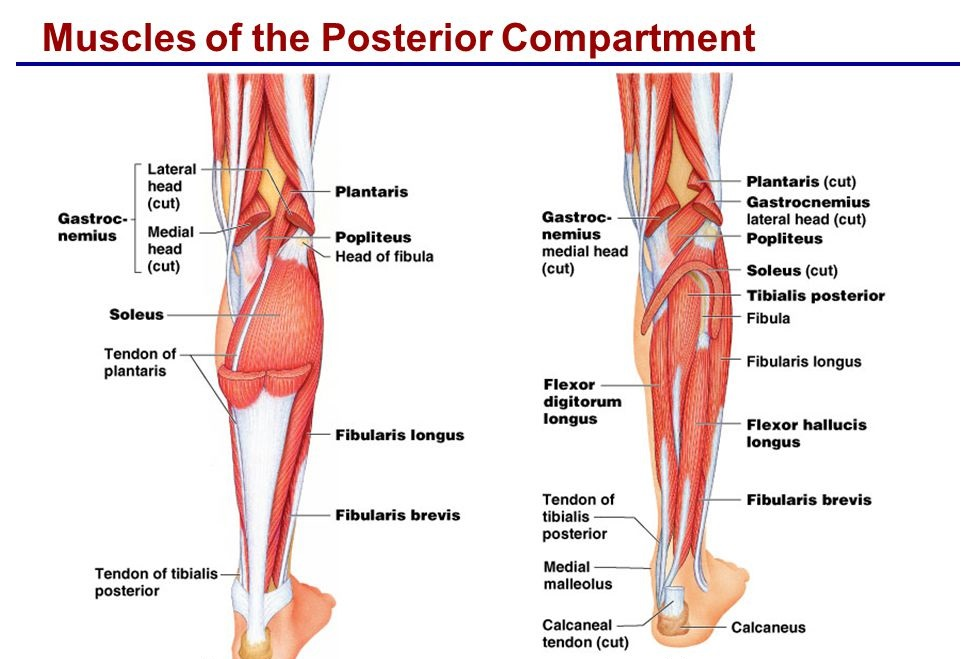 Muscles of the Posterior Compartment
Lateral
head
(cut)
Gastroc-
nemius
Medial
head
(cut)
Plantaris
Popliteus
Head of fibula
Soleus
Tendon of
plantaris
Fibularis longus
Fibularis brevis
Tendon of tibialis
posterior
Gastroc-
nemius
medial head
(cut)
Plantaris (cut)
Gastrocnemius
lateral head (cut)
Popliteus
Soleus (cut)
Tibialis posterior
Fibula
Fibularis longus
Flexor
digitorum
longus
Flexor hallucis
longus
Tendon of
tibialis
posterior
Fibularis brevis
Medial
malleolus
Calcaneal
tendon (cut)
Calcaneus